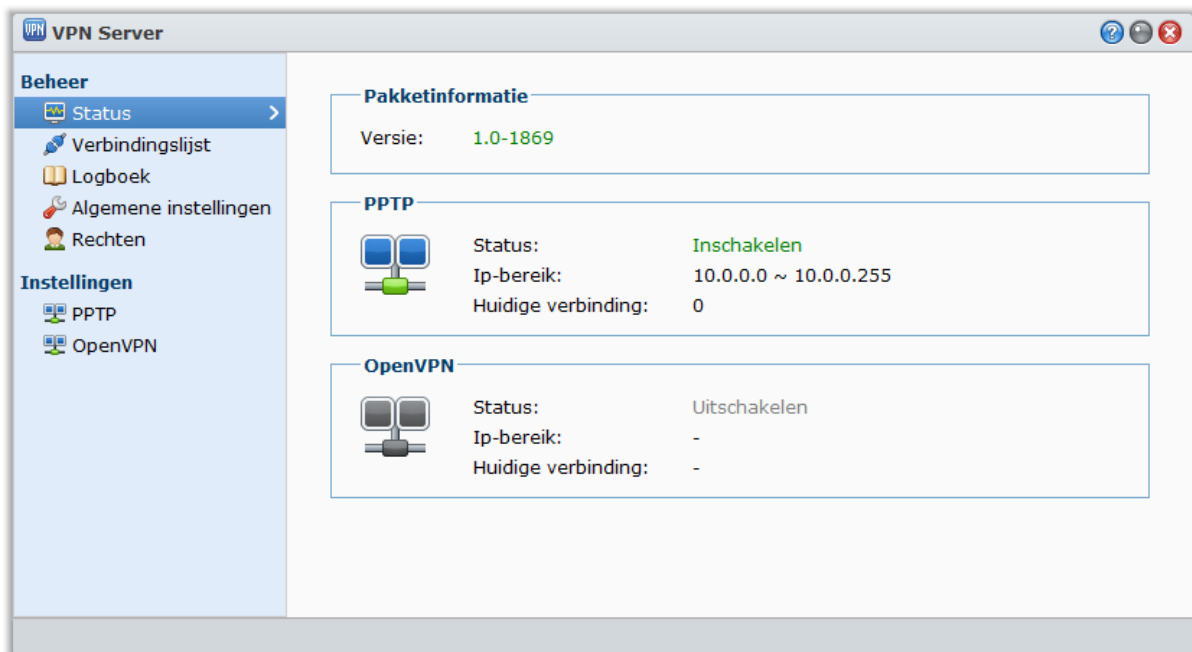 VPN VPN Server
Beheer
Status
Verbindingslijst
Logboek
Algemene instellingen
Rechten
Instellingen
PPTP
OpenVPN
Pakketinformatie
Versie: 1.0-1869
PPTP
Status: Inschakelen
Ip-bereik: 10.0.0.0 ~ 10.0.0.255
Huidige verbinding: 0
OpenVPN
Status: Uitschakelen
Ip-bereik: -
Huidige verbinding: -